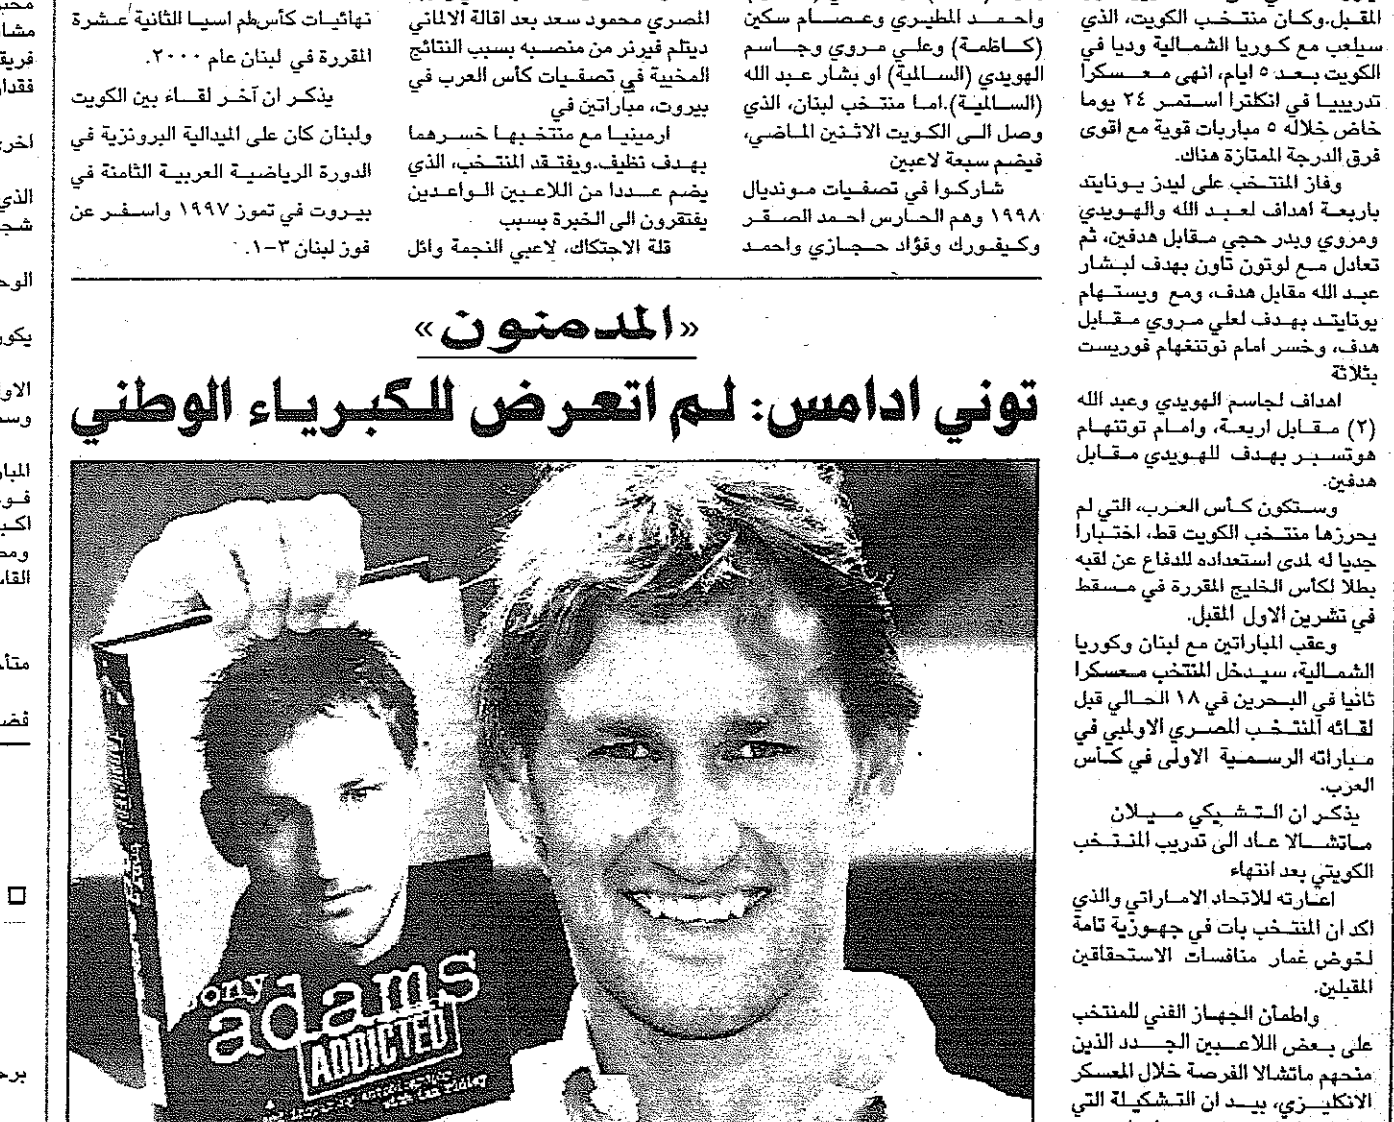 المقبل.وكان منتخب الكويت، الذي
سيلعب مع كوريا الشمالية وديا في
الكويت بعد ٥ ايام، انهى معسكرا
تدريبيا في انكلترا استمر ٢٤ يوما
خاض خلاله ٥ مباريات قوية مع اقوى
فرق الدرجة الممتازة هناك.
وفاز المنتخب على ليدز يونايتد
باربعة اهداف لعبد الله والهويدي
ومروي وبدر حجي مقابل هدفين، ثم
تعادل مع لوتون تاون بهدف لبشار
عبد الله مقابل هدف، ومع ويستهام
يونايتد بهدف لعلي مروي مقابل
هدف، وخسر امام نوتنغهام فوريست
بثلاثة
اهداف لجاسم الهويدي وعبد الله
(٢) مقابل اربعة، وامام توتنهام
هوتسبر بهدف للهويدي مقابل
هدفين.
وستكون كأس العرب، التي لم
يحرزها منتخب الكويت قط، اختبارا
جديا له لمدى استعداده للدفاع عن لقبه
بطلا لكأس الخليج المقررة في مسقط
في تشرين الاول المقبل.
وعقب المباراتين مع لبنان وكوريا
الشمالية، سيدخل المنتخب معسكرا
ثانيا في البحرين في ١٨ الحالي قبل
لقائه المنتخب المصري الاولمبي في
مباراته الرسمية الاولى في كأس
العرب.
يذكر ان التشيكي ميلان
ماتشالا عاد الى تدريب المنتخب
الكويتي بعد انتهاء
اعارته للاتحاد الاماراتي والذي
اكد ان المنتخب بات في جهوزية تامة
لخوض غمار منافسات الاستحقاقين
المقبلين.
واطمأن الجهاز الفني للمنتخب
على بعض اللاعبين الجدد الذين
منحهم ماتشالا الفرصة خلال المعسكر
الانكليزي، بيد ان التشكيلة التي
واحمد المطيري وعصام سكين
(كاظمة) وعلي مروي وجاسم
الهويدي (السالمية) او بشار عبد الله
(السالمية).اما منتخب لبنان، الذي
وصل الى الكويت الاثنين الماضي،
فيضم سبعة لاعبين
شاركوا في تصفيات مونديال
١٩٩٨ وهم الحارس احمد الصقر
وكيفورك وفؤاد حجازي واحمد
المصري محمود سعد بعد اقالة الالماني
ديتلم فيرنر من منصبه بسبب النتائج
المخيبة في تصفيات كأس العرب في
بيروت، مباراتين في
ارمينيا مع منتخبها خسرهما
بهدف نظيف.ويفتقد المنتخب، الذي
يضم عددا من اللاعبين الواعدين
يفتقرون الى الخبرة بسبب
قلة الاحتكاك، لاعبي النجمة وائل
نهائيات كأس امم اسيا الثانية عشرة
المقررة في لبنان عام ٢٠٠٠.
يذكر ان آخر لقاء بين الكويت
ولبنان كان على الميدالية البرونزية في
الدورة الرياضية العربية الثامنة في
بيروت في تموز ١٩٩٧ واسفر عن
فوز لبنان ٣-١.
«المدمنون»
توني ادامس: لم اتعرض للكبرياء الوطني
tony
adams
ADDICTED